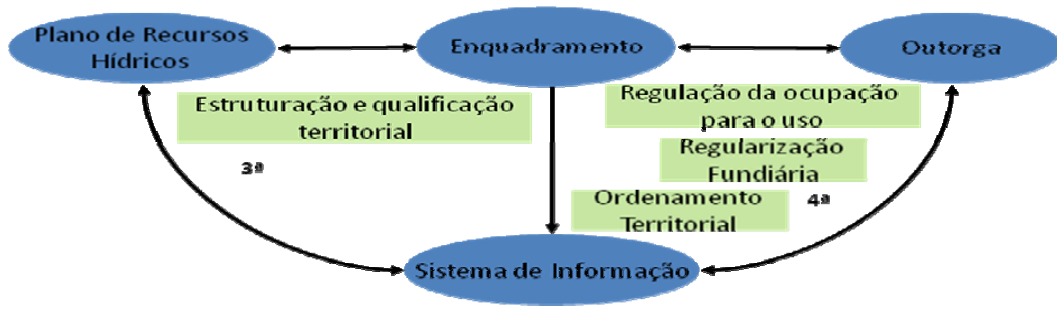 Plano de Recursos
Hídricos
Enquadramento
Outorga
Estruturação e qualificação
territorial
3ª
Regulação da ocupação
para o uso
Regularização
Fundiária
Ordenamento
Territorial
4ª
Sistema de Informação